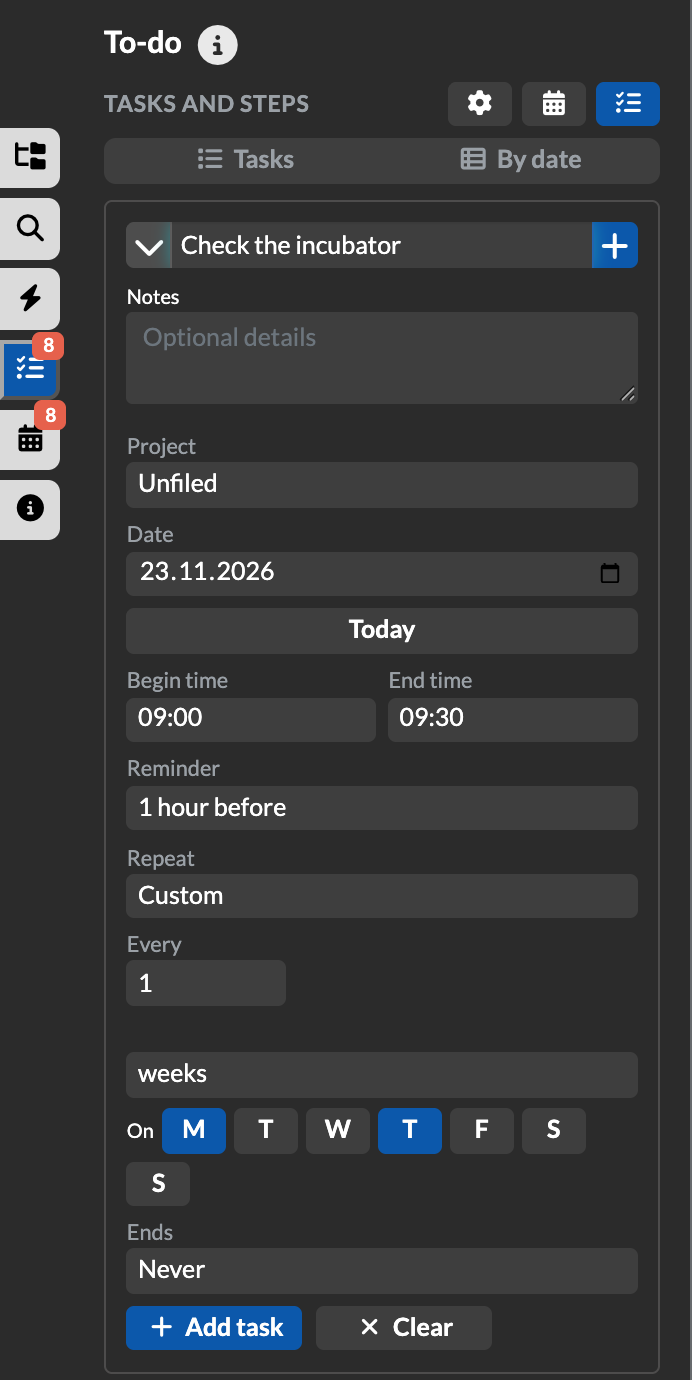 To-do
TASKS AND STEPS
Tasks By date
Check the incubator
8
8
Notes
Optional details
Project
Unfiled
Date
23.11.2026
Today
Begin time End time
09:00 09:30
Reminder
1 hour before
Repeat
Custom
Every
1
weeks
On M T W T F S
S
Ends
Never
Add task Clear